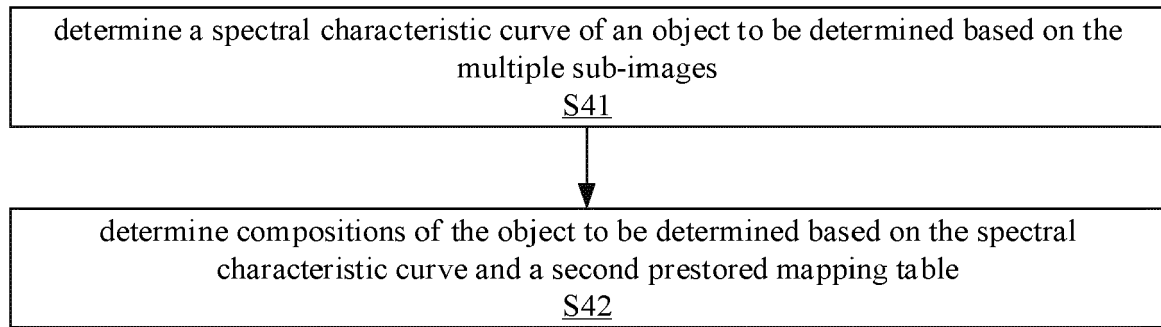 determine a spectral characteristic curve of an object to be determined based on the
multiple sub-images
S41
determine compositions of the object to be determined based on the spectral
characteristic curve and a second prestored mapping table
S42